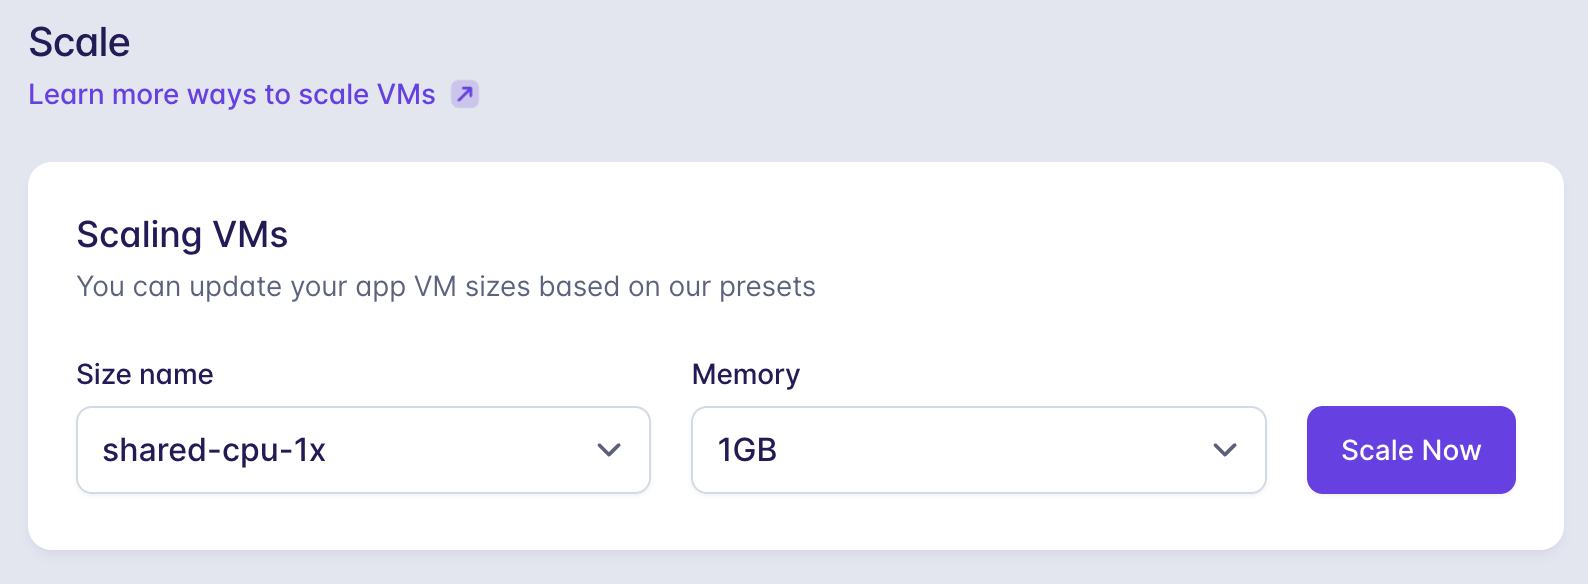 Scale
Learn more ways to scale VMs
Scaling VMs
You can update your app VM sizes based on our presets
Size name
Memory
shared-cpu-1x
1GB
Scale Now